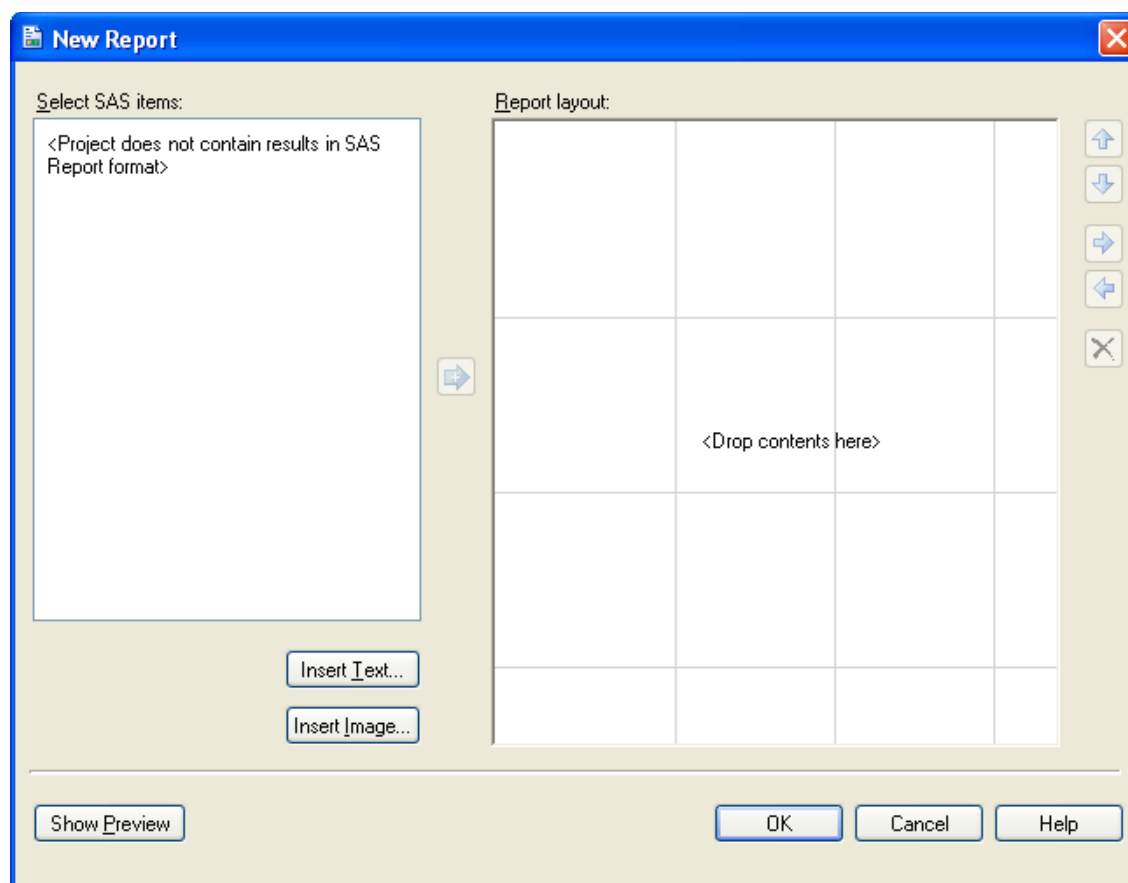 New Report
Select SAS items:
<Project does not contain results in SAS
Report format>
Report layout:
<Drop contents here>
Insert Text...
Insert Image...
Show Preview
OK
Cancel
Help